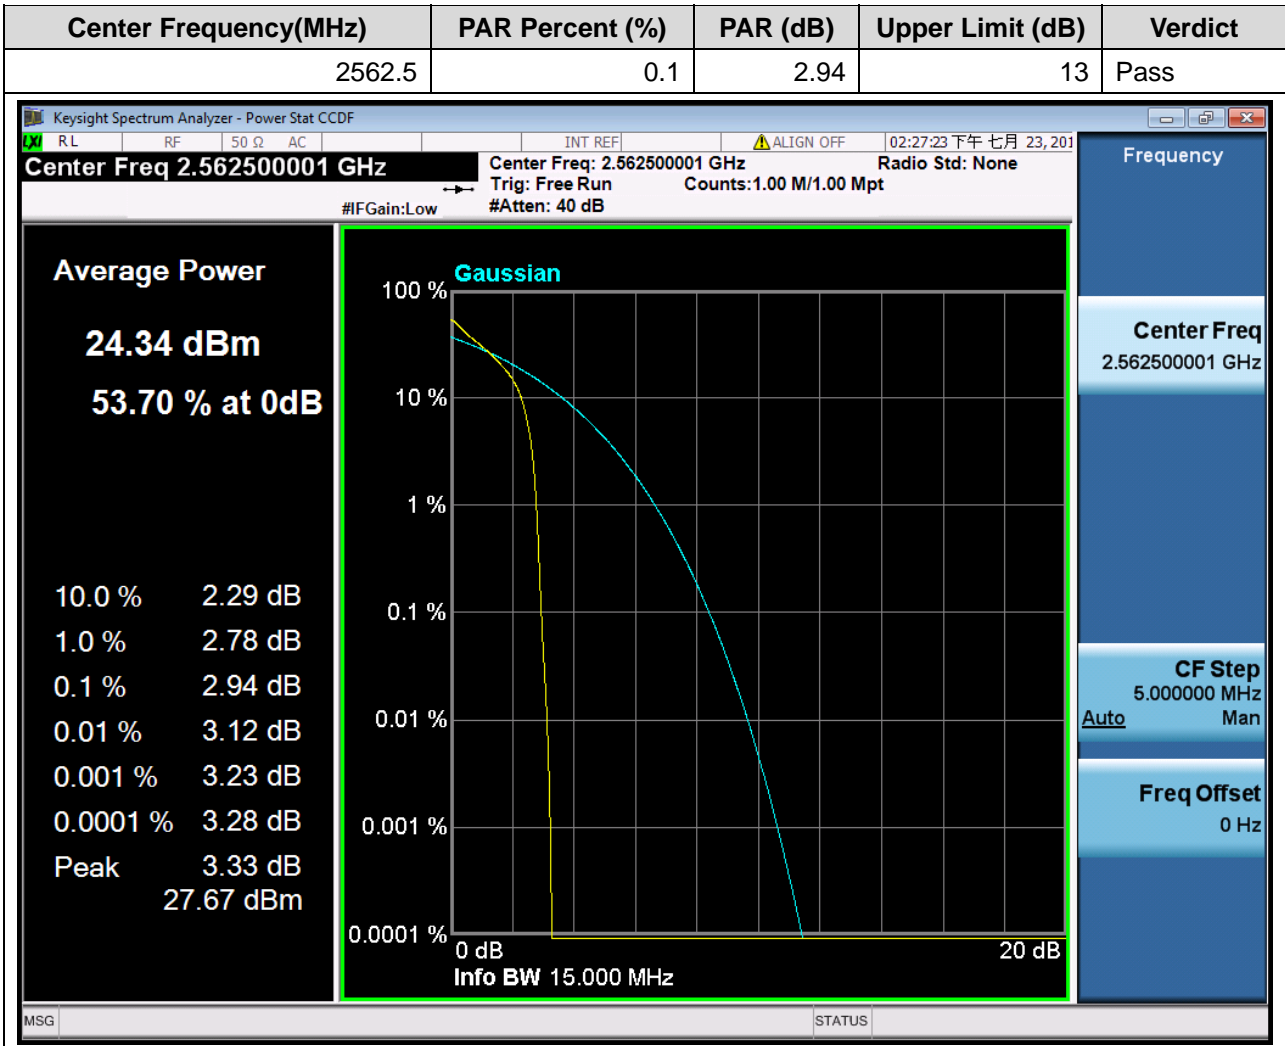 Center Frequency(MHz) PAR Percent (%) PAR (dB) Upper Limit (dB) Verdict
2562.5 0.1 2.94 13 Pass
Keysight Spectrum Analyzer - Power Stat CCDF
LXI RL RF 50 Ω AC INT REF ALIGN OFF 02:27:23 下午 七月 23, 201
Center Freq 2.562500001 GHz
Center Freq: 2.562500001 GHz Radio Std: None
Trig: Free Run Counts:1.00 M/1.00 Mpt
#IFGain:Low #Atten: 40 dB
Average Power
24.34 dBm
53.70 % at 0dB
10.0 % 2.29 dB
1.0 % 2.78 dB
0.1 % 2.94 dB
0.01 % 3.12 dB
0.001 % 3.23 dB
0.0001 % 3.28 dB
Peak 3.33 dB
27.67 dBm
Gaussian
100 %
10 %
1 %
0.1 %
0.01 %
0.001 %
0.0001 %
0 dB 20 dB
Info BW 15.000 MHz
Frequency
Center Freq
2.562500001 GHz
CF Step
5.000000 MHz
Auto Man
Freq Offset
0 Hz
MSG STATUS